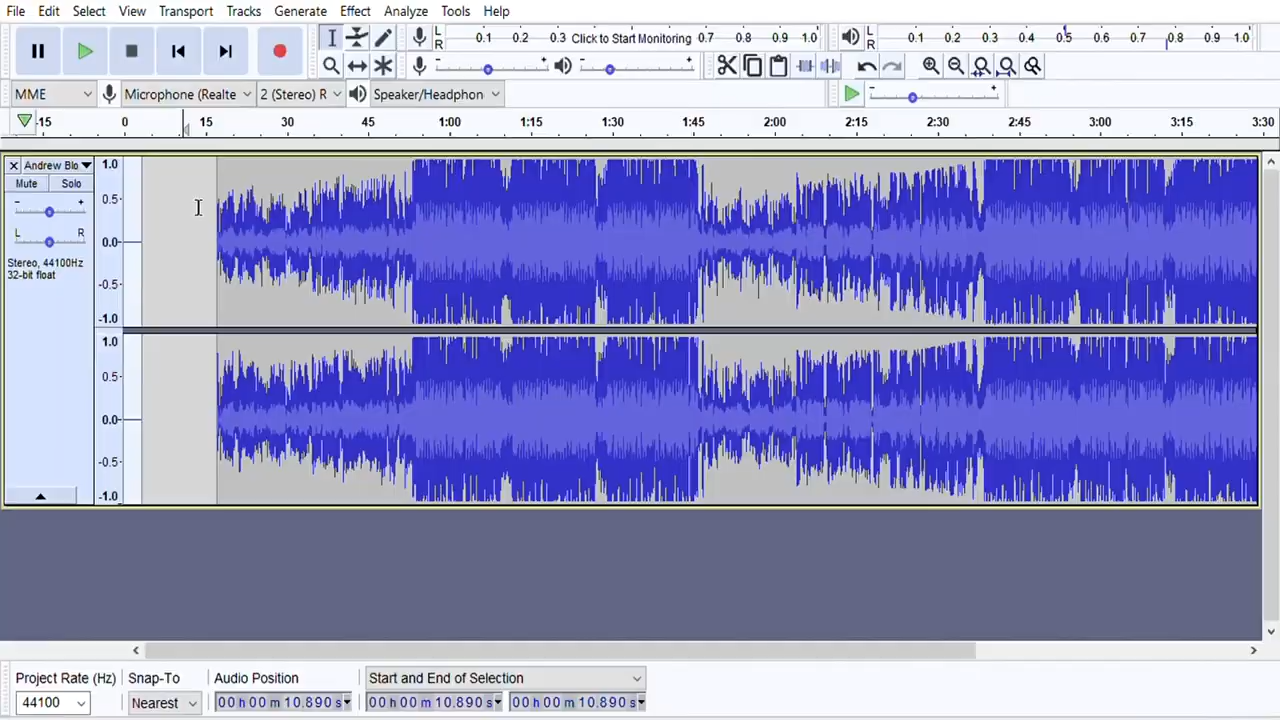 File Edit Select View Transport Tracks Generate Effect Analyze Tools Help
L R 0.1 0.2 0.3 Click to Start Monitoring 0.7 0.8 0.9 1.0
L R 0.1 0.2 0.3 0.4 0.5 0.6 0.7 0.8 0.9 1.0
- +
- +
MME Microphone (Realte 2 (Stereo) R Speaker/Headphon - +
-15 0 15 30 45 1:00 1:15 1:30 1:45 2:00 2:15 2:30 2:45 3:00 3:15 3:30
Andrew Blo
Mute Solo
- +
L R
Stereo, 44100Hz
32-bit float
1.0
0.5
0.0
-0.5
-1.0
1.0
0.5
0.0
-0.5
-1.0
Project Rate (Hz) Snap-To Audio Position Start and End of Selection
44100 Nearest 00 h 00 m 10.890 s 00 h 00 m 10.890 s 00 h 00 m 10.890 s